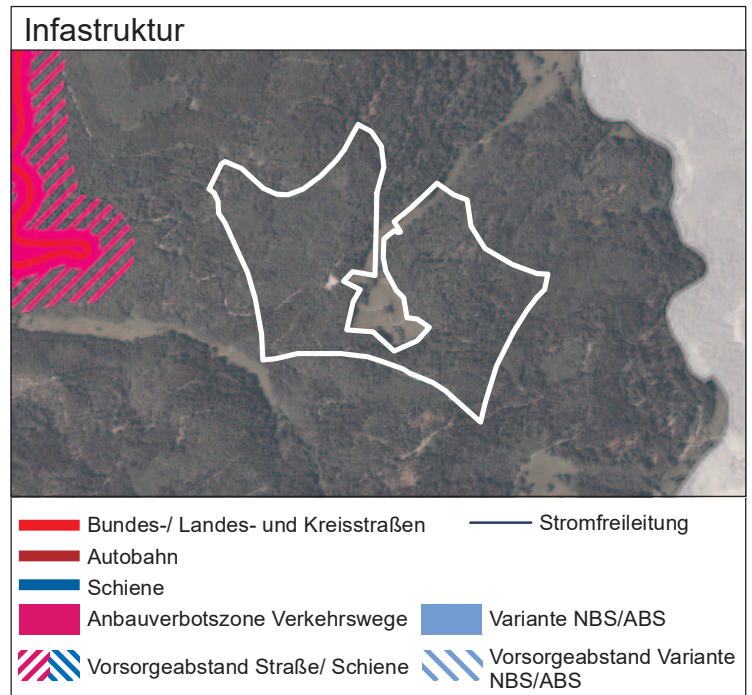 Infastruktur
Bundes-/ Landes- und Kreisstraßen
Stromfreileitung
Autobahn
Schiene
Anbauverbotszone Verkehrswege
Variante NBS/ABS
Vorsorgeabstand Straße/ Schiene
Vorsorgeabstand Variante
NBS/ABS